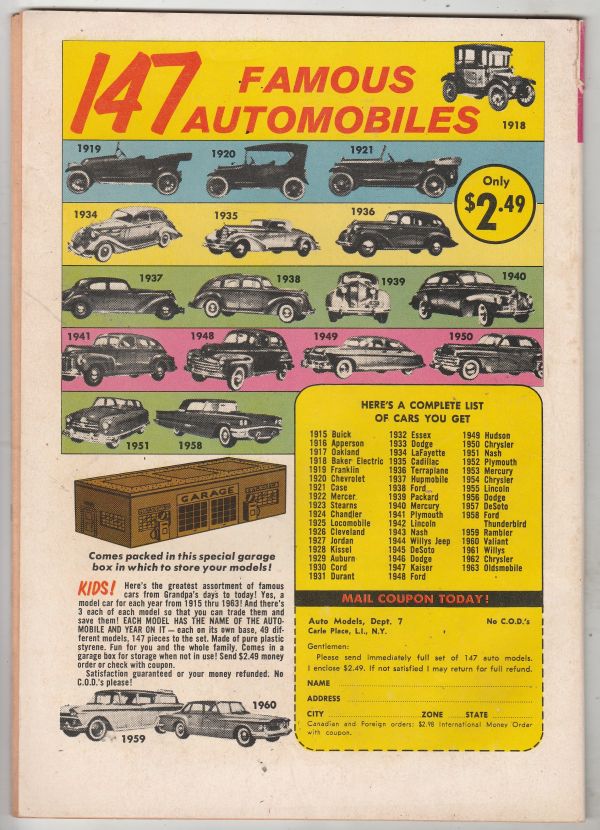 147 FAMOUS
AUTOMOBILES
1918
1919
1920
1921
Only
$2.49
1934
1935
1936
1937
1938
1939
1940
1941
1948
1949
1950
1951
1958
GARAGE
Comes packed in this special garage
box in which to store your models!
KIDS! Here's the greatest assortment of famous
cars from Grandpa's days to today! Yes, a
model car for each year from 1915 thru 1963! And there's
3 each of each model so that you can trade them and
save them! EACH MODEL HAS THE NAME OF THE AUTO-
MOBILE AND YEAR ON IT — each on its own base, 49 dif-
ferent models, 147 pieces to the set. Made of pure plastic
styrene. Fun for you and the whole family. Comes in a
garage box for storage when not in use! Send $2.49 money
order or check with coupon.
Satisfaction guaranteed or your money refunded: No
C.O.D.'s please!
1959
1960
HERE'S A COMPLETE LIST
OF CARS YOU GET
1915 Buick
1916 Apperson
1917 Oakland
1918 Baker Electric
1919 Franklin
1920 Chevrolet
1921 Case
1922 Mercer
1923 Stearns
1924 Chandler
1925 Locomobile
1926 Cleveland
1927 Jordan
1928 Kissel
1929 Auburn
1930 Cord
1931 Durant
1932 Essex
1933 Dodge
1934 LaFayette
1935 Cadillac
1936 Terraplane
1937 Hupmobile
1938 Ford
1939 Packard
1940 Mercury
1941 Plymouth
1942 Lincoln
1943 Nash
1944 Willys Jeep
1945 DeSoto
1946 Dodge
1947 Kaiser
1948 Ford
1949 Hudson
1950 Chrysler
1951 Nash
1952 Plymouth
1953 Mercury
1954 Chrysler
1955 Lincoln
1956 Dodge
1957 DeSoto
1958 Ford
Thunderbird
1959 Rambler
1960 Valiant
1961 Willys
1962 Chrysler
1963 Oldsmobile
MAIL COUPON TODAY!
Auto Models, Dept. 7 No C.O.D.'s
Carle Place, L.I., N.Y.
Gentlemen:
Please send immediately full set of 147 auto models.
I enclose $2.49. If not satisfied I may return for full refund.
NAME
ADDRESS
CITY ZONE STATE
Canadian and Foreign orders: $2.98 International Money Order
with coupon.